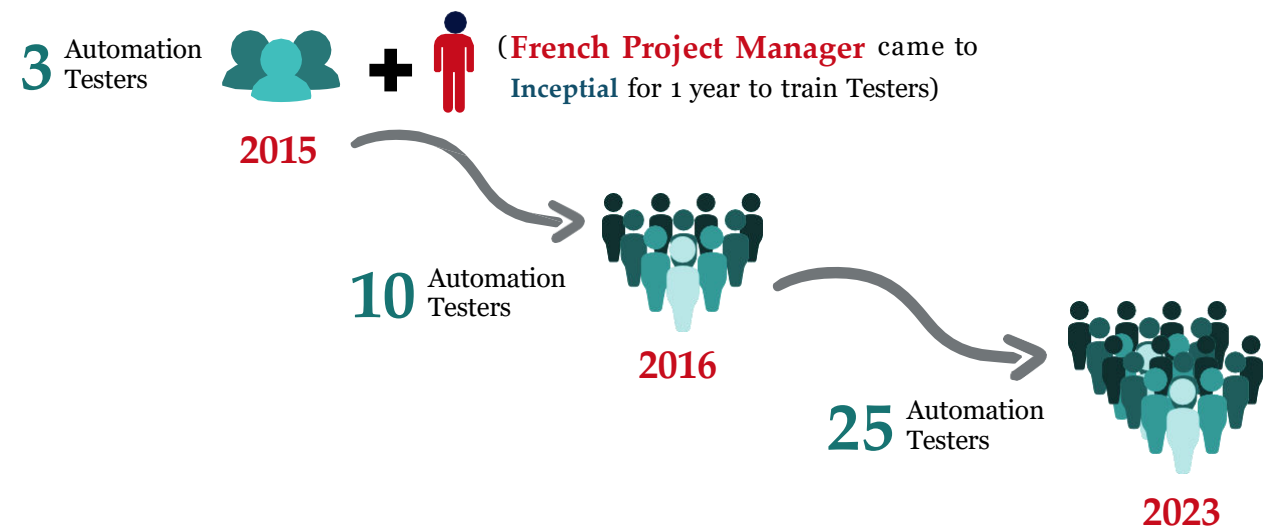 3 Automation Testers
(French Project Manager came to
Inceptial for 1 year to train Testers)
2015
10 Automation Testers
2016
25 Automation Testers
2023